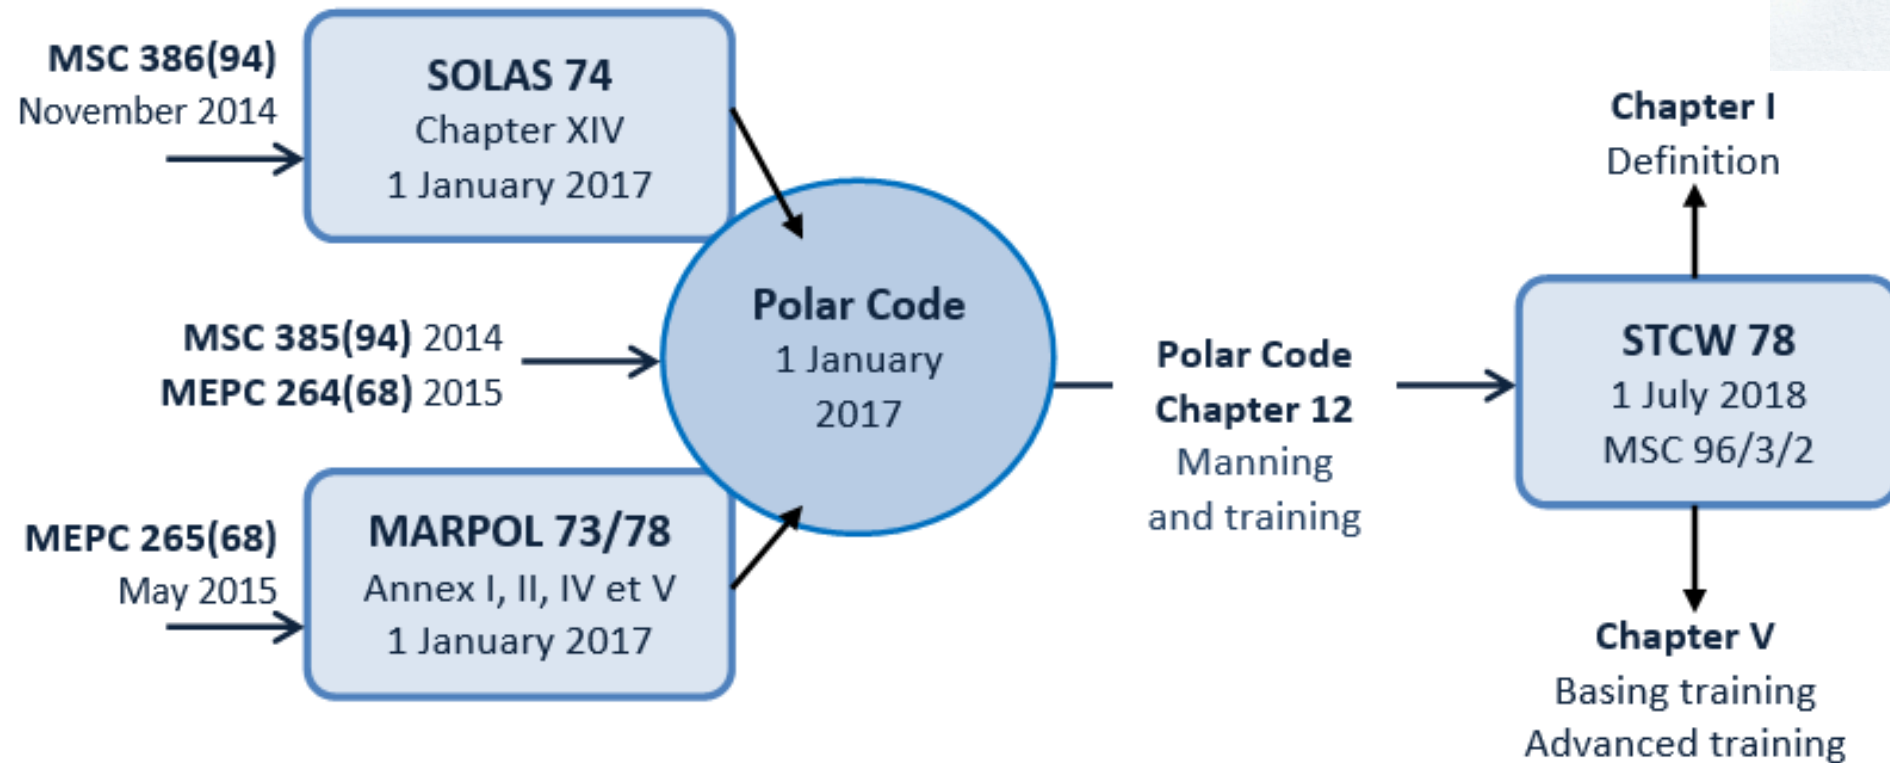 MSC 386(94)
November 2014
SOLAS 74
Chapter XIV
1 January 2017
MSC 385(94) 2014
MEPC 264(68) 2015
Polar Code
1 January
2017
MEPC 265(68)
May 2015
MARPOL 73/78
Annex I, II, IV et V
1 January 2017
Polar Code
Chapter 12
Manning
and training
Chapter I
Definition
STCW 78
1 July 2018
MSC 96/3/2
Chapter V
Basing training
Advanced training